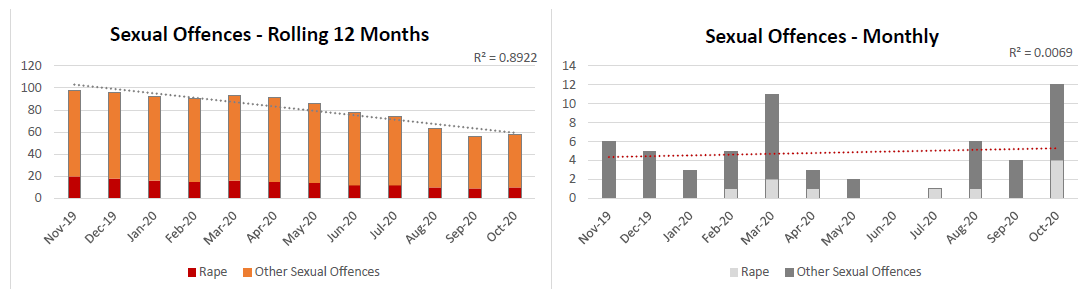 Sexual Offences - Rolling 12 Months
R² = 0.8922
120
100
80
60
40
20
0
Nov-19 Dec-19 Jan-20 Feb-20 Mar-20 Apr-20 May-20 Jun-20 Jul-20 Aug-20 Sep-20 Oct-20
Rape Other Sexual Offences
Sexual Offences - Monthly
R² = 0.0069
14
12
10
8
6
4
2
0
Nov-19 Dec-19 Jan-20 Feb-20 Mar-20 Apr-20 May-20 Jun-20 Jul-20 Aug-20 Sep-20 Oct-20
Rape Other Sexual Offences